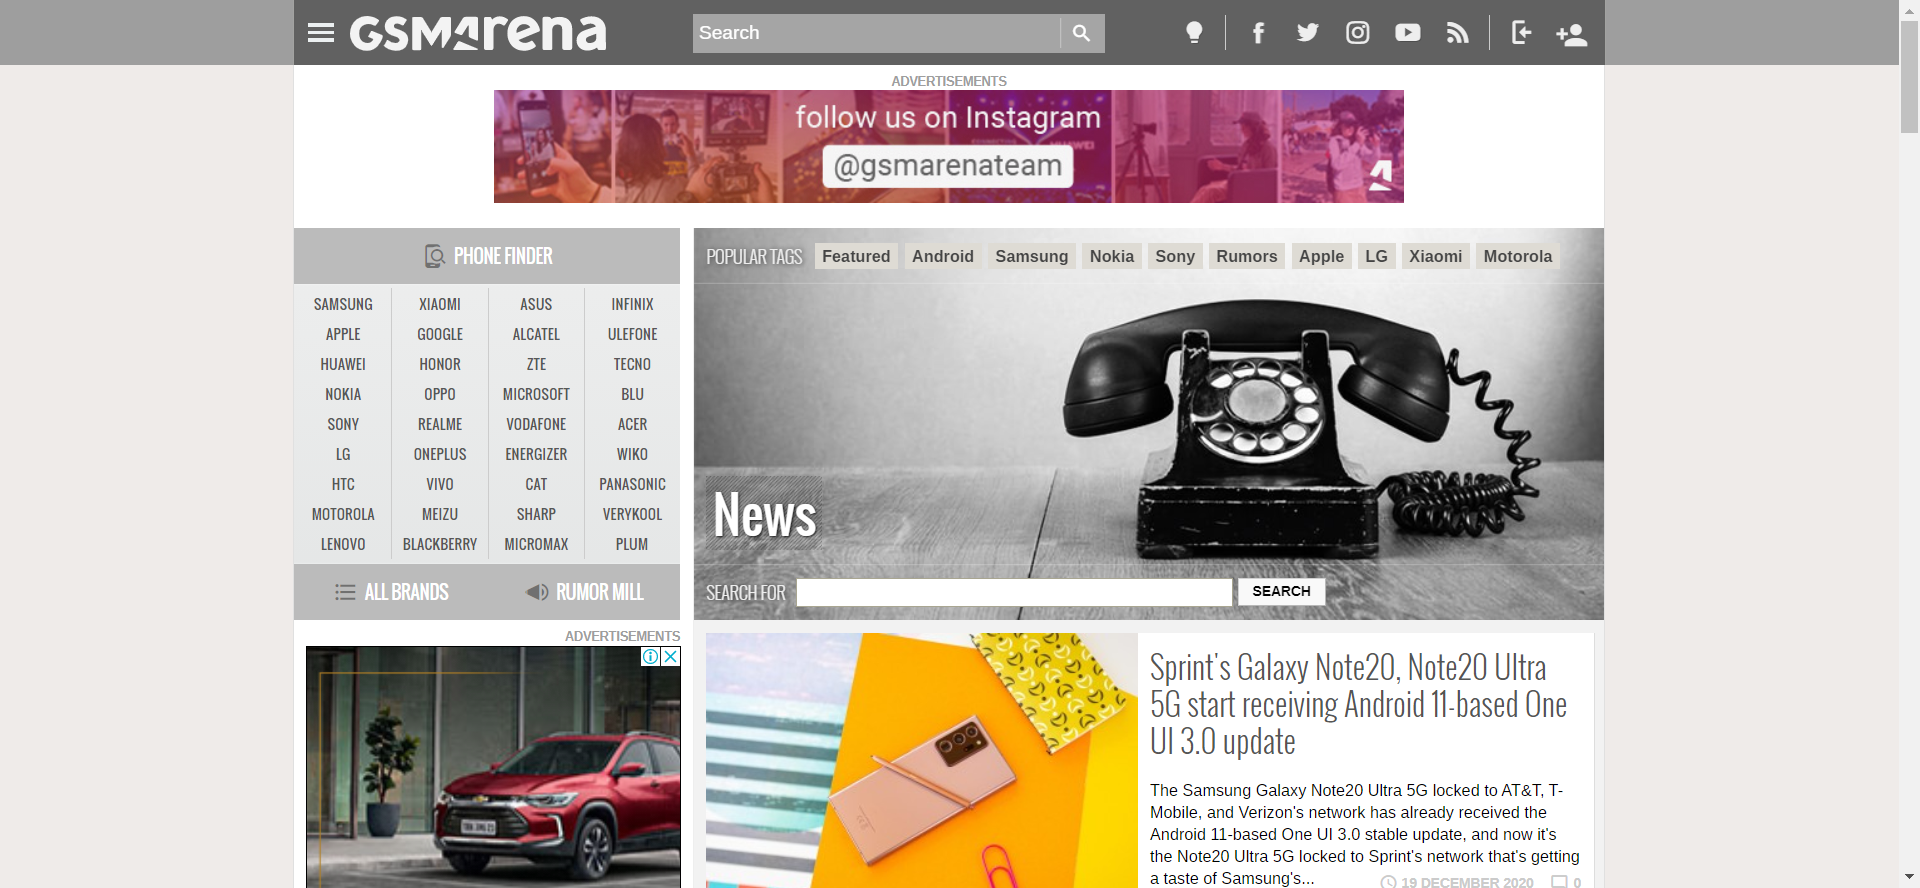 GSMArena
Search
ADVERTISEMENTS
follow us on Instagram
@gsmarenateam
PHONE FINDER
SAMSUNG XIAOMI ASUS INFINIX
APPLE GOOGLE ALCATEL ULEFONE
HUAWEI HONOR ZTE TECNO
NOKIA OPPO MICROSOFT BLU
SONY REALME VODAFONE ACER
LG ONEPLUS ENERGIZER WIKO
HTC VIVO CAT PANASONIC
MOTOROLA MEIZU SHARP VERYKOOL
LENOVO BLACKBERRY MICROMAX PLUM
ALL BRANDS RUMOR MILL
ADVERTISEMENTS
POPULAR TAGS Featured Android Samsung Nokia Sony Rumors Apple LG Xiaomi Motorola
News
SEARCH FOR SEARCH
Sprint's Galaxy Note20, Note20 Ultra
5G start receiving Android 11-based One
UI 3.0 update
The Samsung Galaxy Note20 Ultra 5G locked to AT&T, T-
Mobile, and Verizon's network has already received the
Android 11-based One UI 3.0 stable update, and now it's
the Note20 Ultra 5G locked to Sprint's network that's getting
a taste of Samsung's...
19 DECEMBER 2020 0